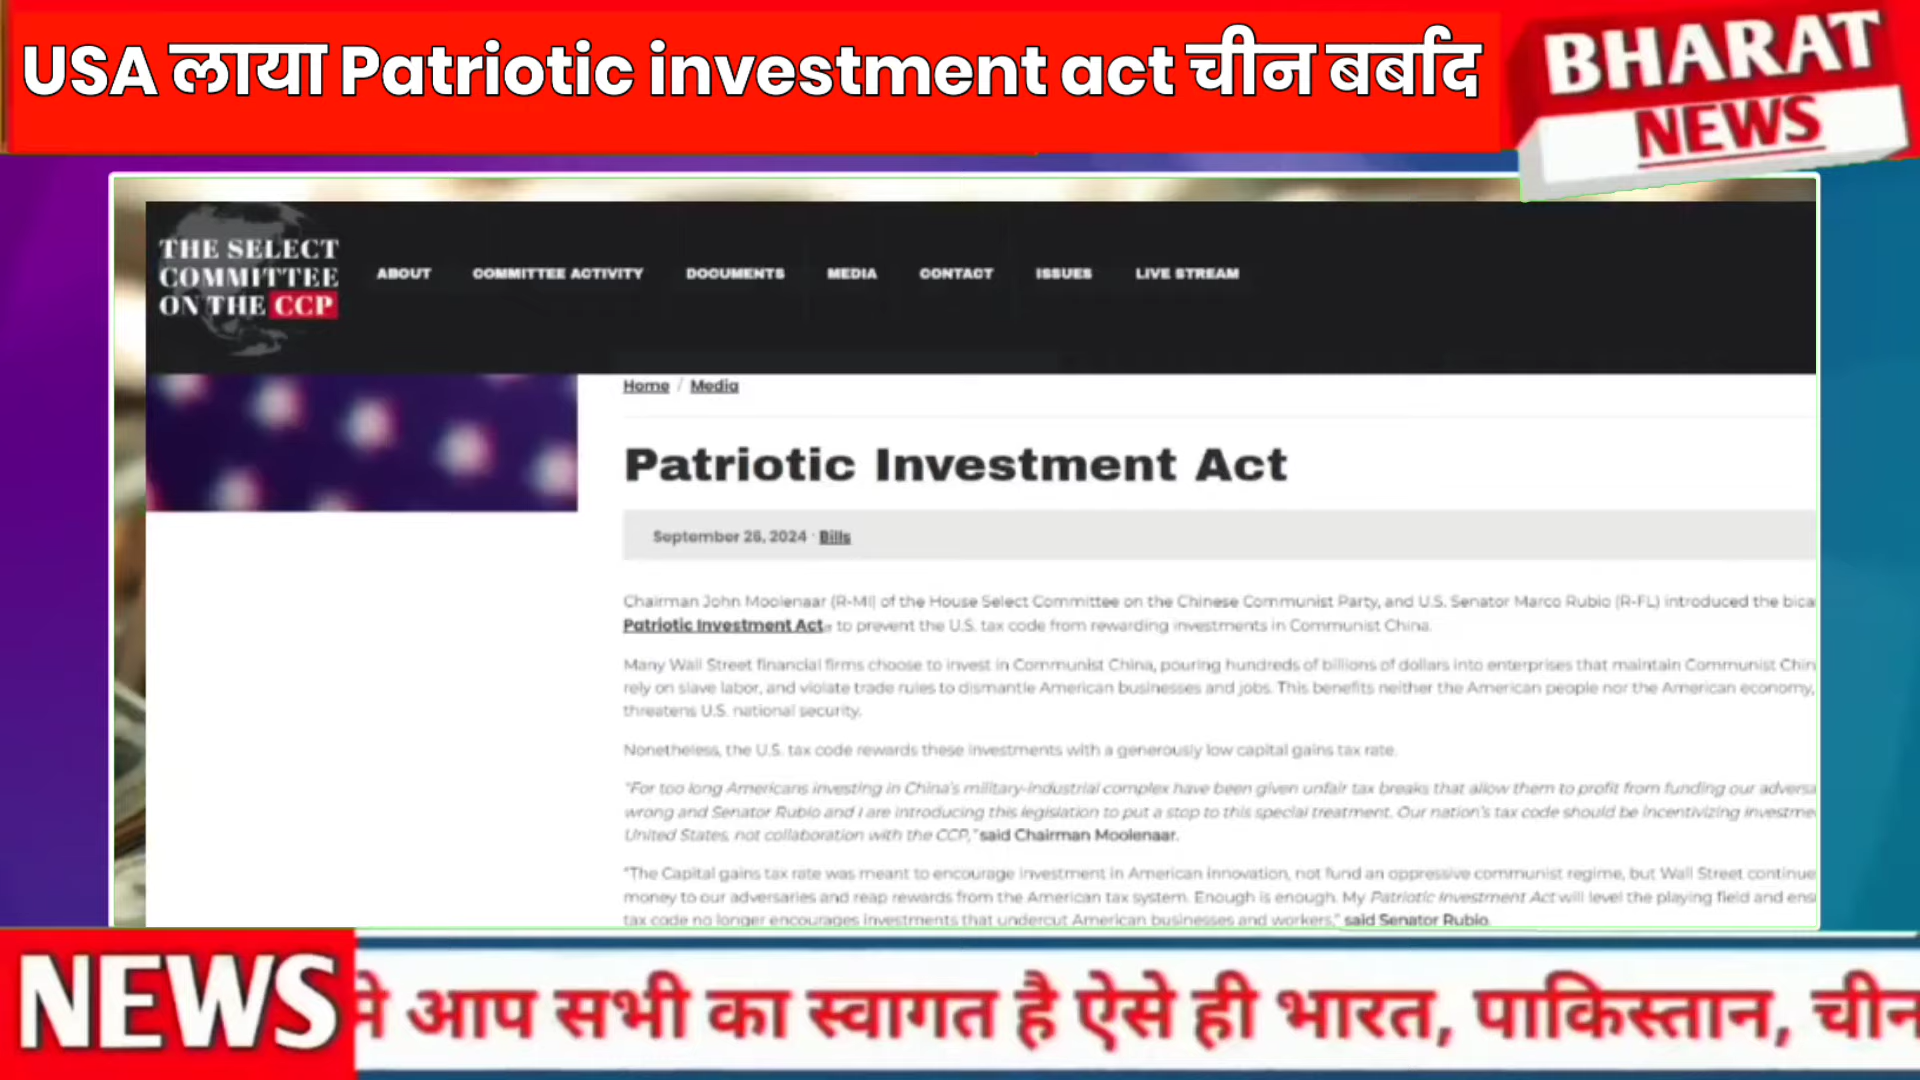 USA लाया Patriotic investment act चीन बर्बाद
BHARAT
NEWS
THE SELECT
COMMITTEE
ON THE CCP
ABOUT COMMITTEE ACTIVITY DOCUMENTS MEDIA CONTACT ISSUES LIVE STREAM
Home / Media
Patriotic Investment Act
September 26, 2024 · Bills
Chairman John Moolenaar (R-MI) of the House Select Committee on the Chinese Communist Party, and U.S. Senator Marco Rubio (R-FL) introduced the
Patriotic Investment Act, to prevent the U.S. tax code from rewarding investments in Communist China.
Many Wall Street financial firms choose to invest in Communist China, pouring hundreds of billions of dollars into enterprises that maintain Communist
rely on slave labor, and violate trade rules to dismantle American businesses and jobs. This benefits neither the American people nor the American economy,
threatens U.S. national security.
Nonetheless, the U.S. tax code rewards these investments with a generously low capital gains tax rate.
"For too long Americans investing in China's military-industrial complex have been given unfair tax breaks that allow them to profit from funding our
wrong and Senator Rubio and I are introducing this legislation to put a stop to this special treatment. Our nation's tax code should be incentivizing
United States, not collaboration with the CCP," said Chairman Moolenaar.
"The Capital gains tax rate was meant to encourage investment in American innovation, not fund an oppressive communist regime, but Wall Street continue
money to our adversaries and reap rewards from the American tax system. Enough is enough. My Patriotic Investment Act will level the playing field and
tax code no longer encourages investments that undercut American businesses and workers," said Senator Rubio.
NEWS
आप सभी का स्वागत है ऐसे ही भारत, पाकिस्तान, चीन